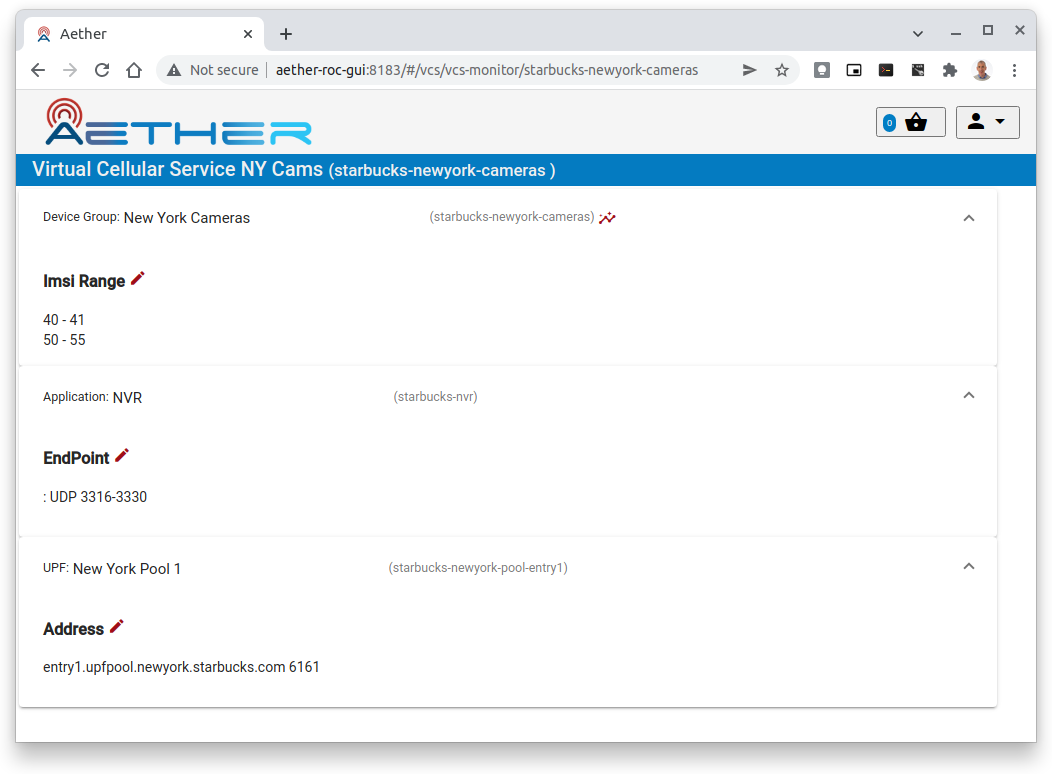 Aether
Not secure | aether-roc-gui:8183/#/vcs/vcs-monitor/starbucks-newyork-cameras
AETHER
0
Virtual Cellular Service NY Cams (starbucks-newyork-cameras )
Device Group: New York Cameras (starbucks-newyork-cameras)
Imsi Range
40 - 41
50 - 55
Application: NVR (starbucks-nvr)
EndPoint
: UDP 3316-3330
UPF: New York Pool 1 (starbucks-newyork-pool-entry1)
Address
entry1.upfpool.newyork.starbucks.com 6161